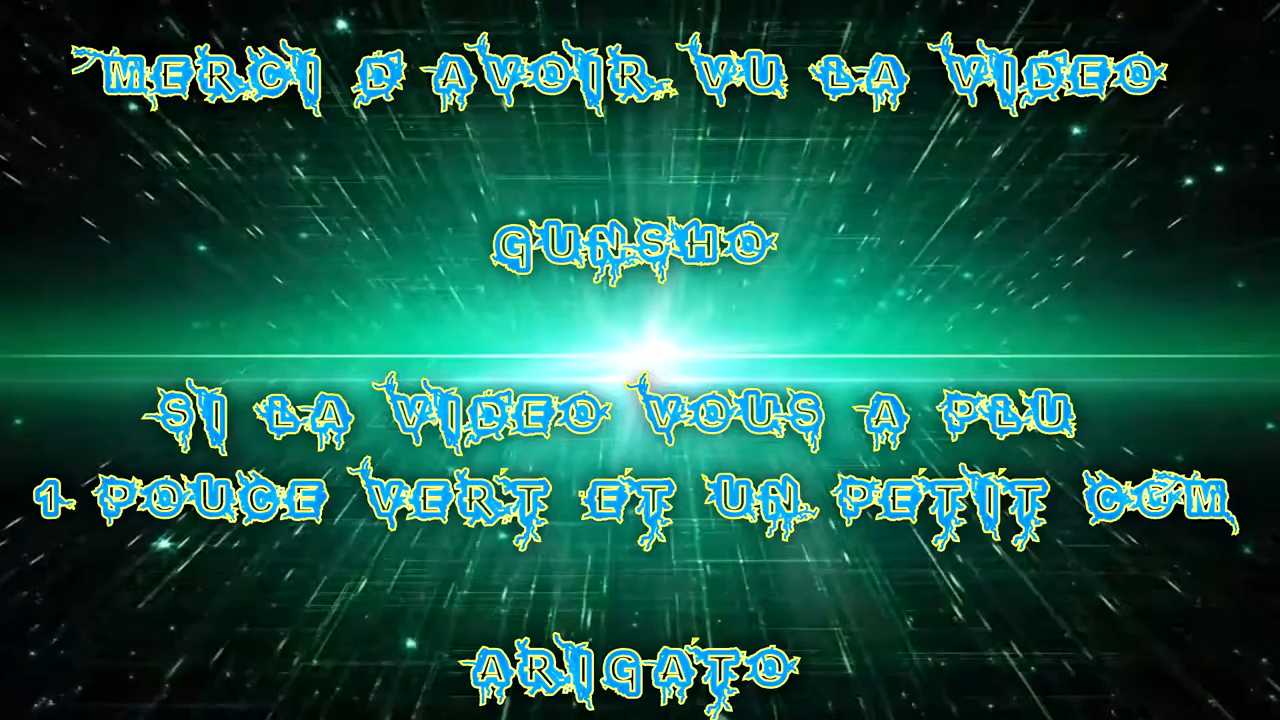 MERCI D AVOIR VU LA VIDEO
GUNSHO
SI LA VIDEO VOUS A PLU
1 POUCE VERT ET UN PETIT COM
ARIGATO